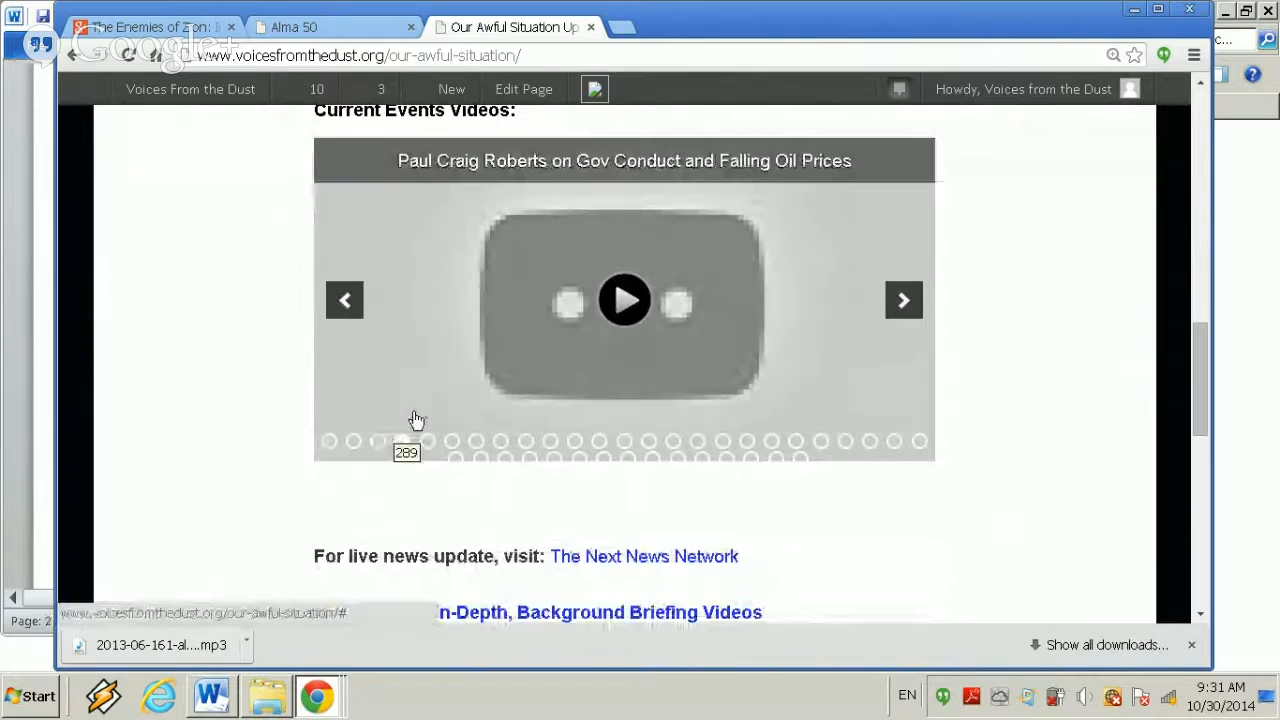 The Enemies of Zion: I
Alma 50
Our Awful Situation Up
Google+
www.voicesfromthedust.org/our-awful-situation/
c...
Voices From the Dust
10
3
New
Edit Page
Howdy, Voices from the Dust
Current Events Videos:
Paul Craig Roberts on Gov Conduct and Falling Oil Prices
289
For live news update, visit: The Next News Network
www.voicesfromthedust.org/our-awful-situation/#
n-Depth, Background Briefing Videos
Page: 2
2013-06-161-al....mp3
Show all downloads...
Start
EN
9:31 AM
10/30/2014